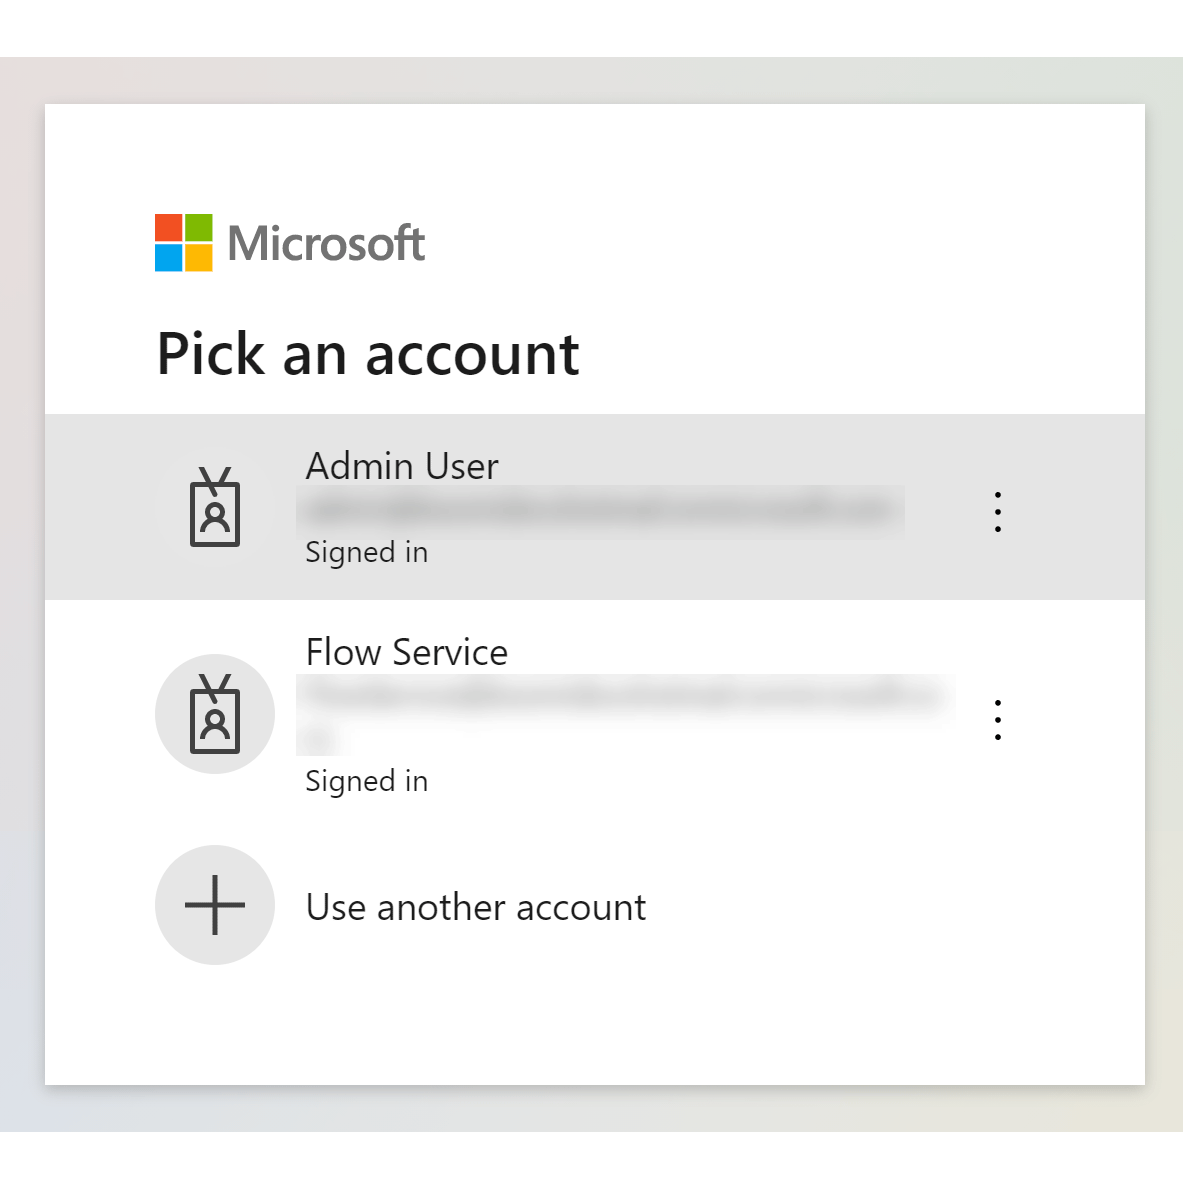 Microsoft
Pick an account
Admin User
Signed in
Flow Service
Signed in
Use another account